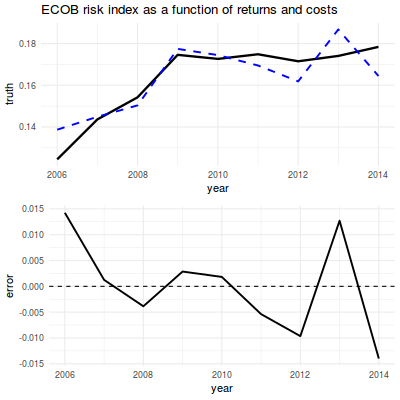 ECOB risk index as a function of returns and costs
0.18
0.16
0.14
truth
2006 2008 2010 2012 2014
year
0.015
0.010
0.005
0.000
-0.005
-0.010
-0.015
error
2006 2008 2010 2012 2014
year